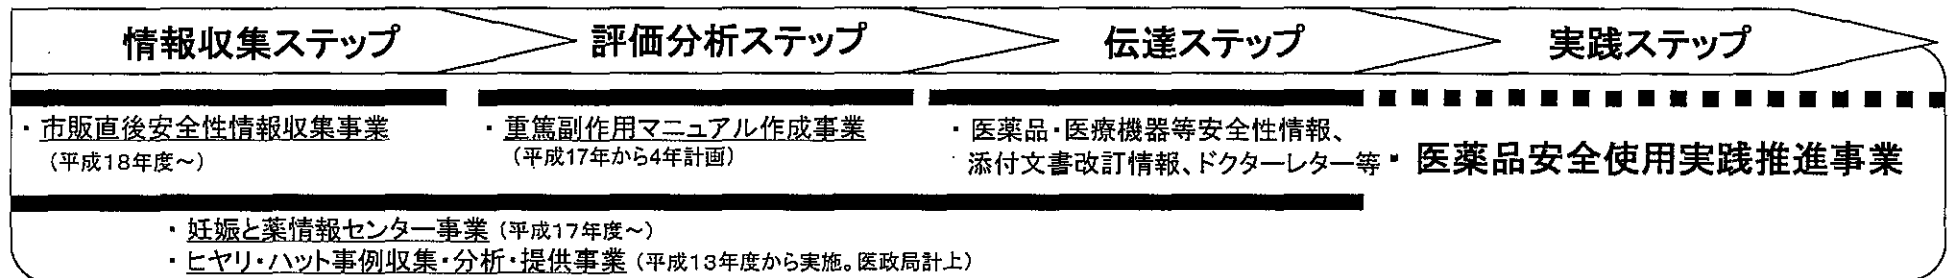 情報収集ステップ
評価分析ステップ
伝達ステップ
実践ステップ
・市販直後安全性情報収集事業
（平成18年度～）
・重篤副作用マニュアル作成事業
（平成17年から4年計画）
・医薬品・医療機器等安全性情報、
添付文書改訂情報、ドクターレター等
・医薬品安全使用実践推進事業
・妊娠と薬情報センター事業（平成17年度～）
・ヒヤリ・ハット事例収集・分析・提供事業（平成13年度から実施。医政局計上）